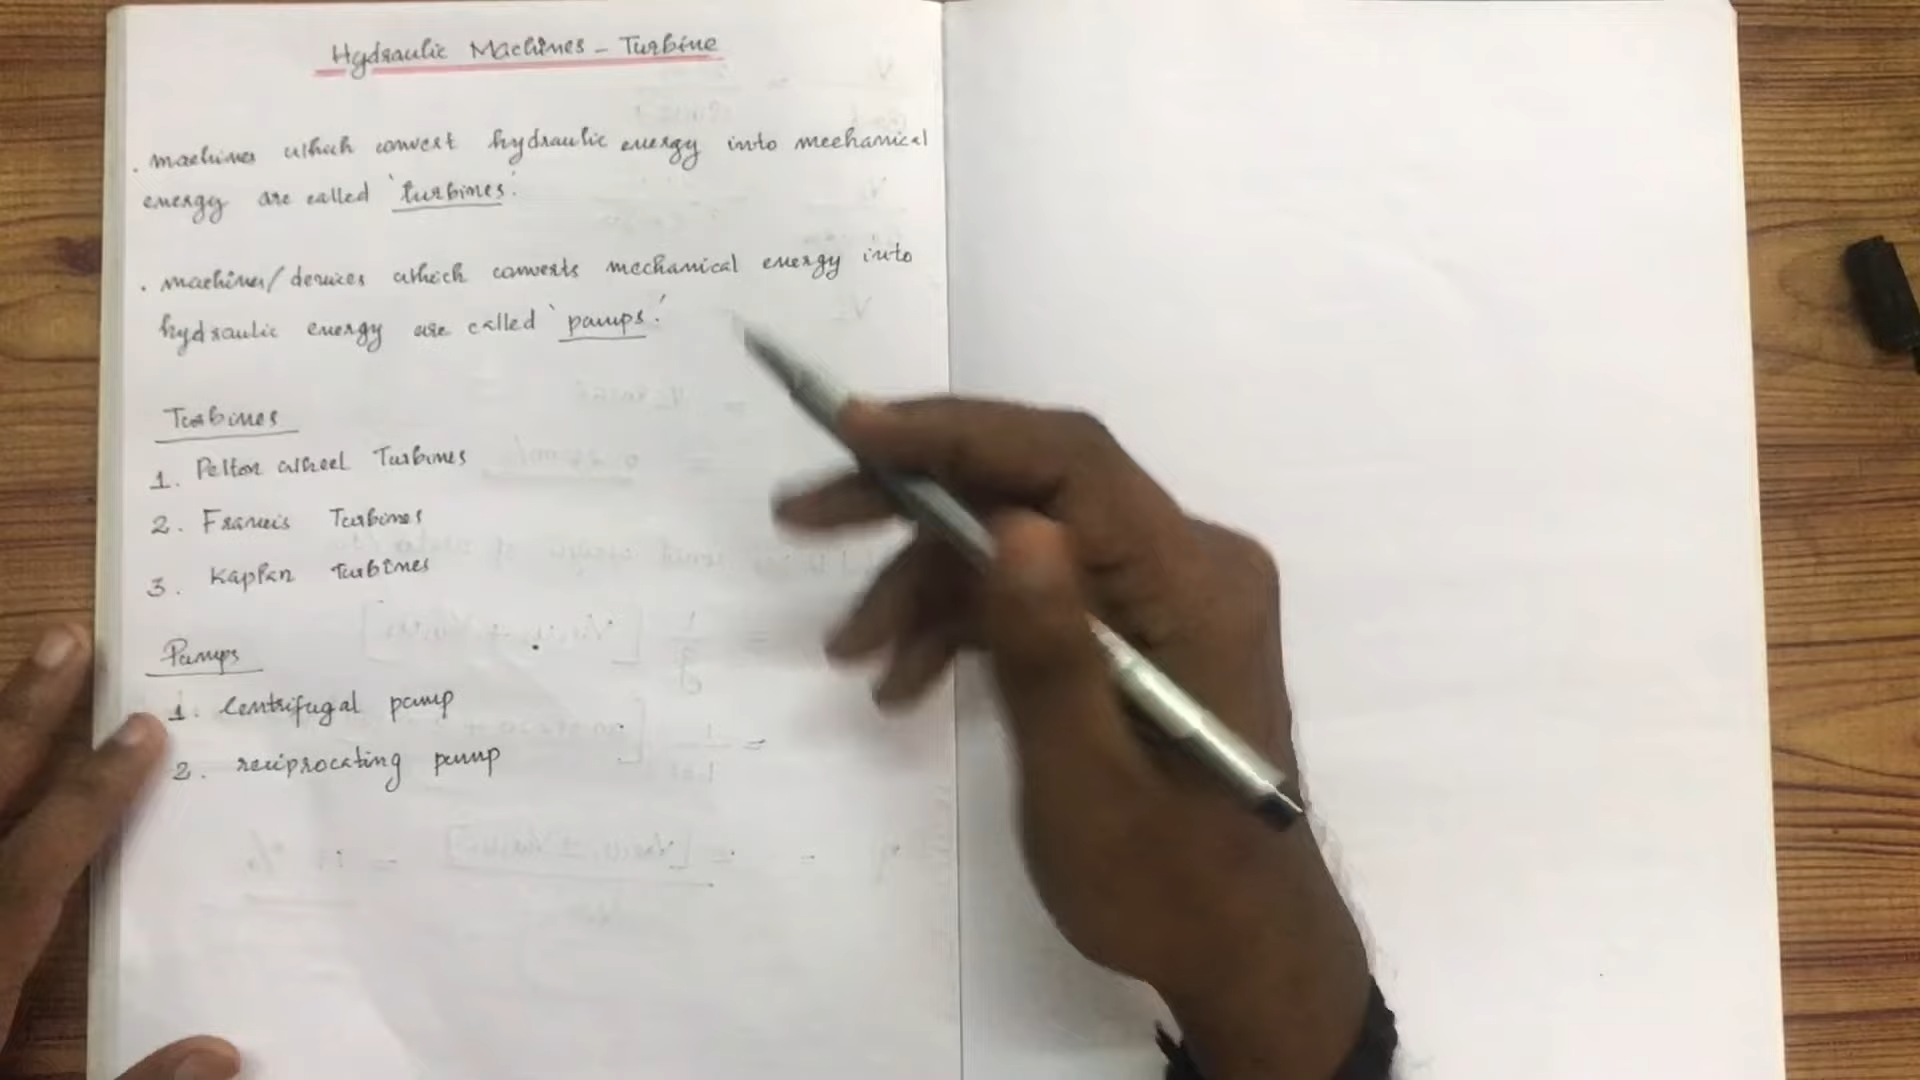 Hydraulic Machines - Turbine
. machines which convert hydraulic energy into mechanical
energy are called 'turbines'.
. machines/devices which converts mechanical energy into
hydraulic energy are called 'pumps'.
Turbines
1. Pelton wheel Turbines
2. Francis Turbines
3. Kaplan Turbines
Pumps
1. Centrifugal pump
2. reciprocating pump